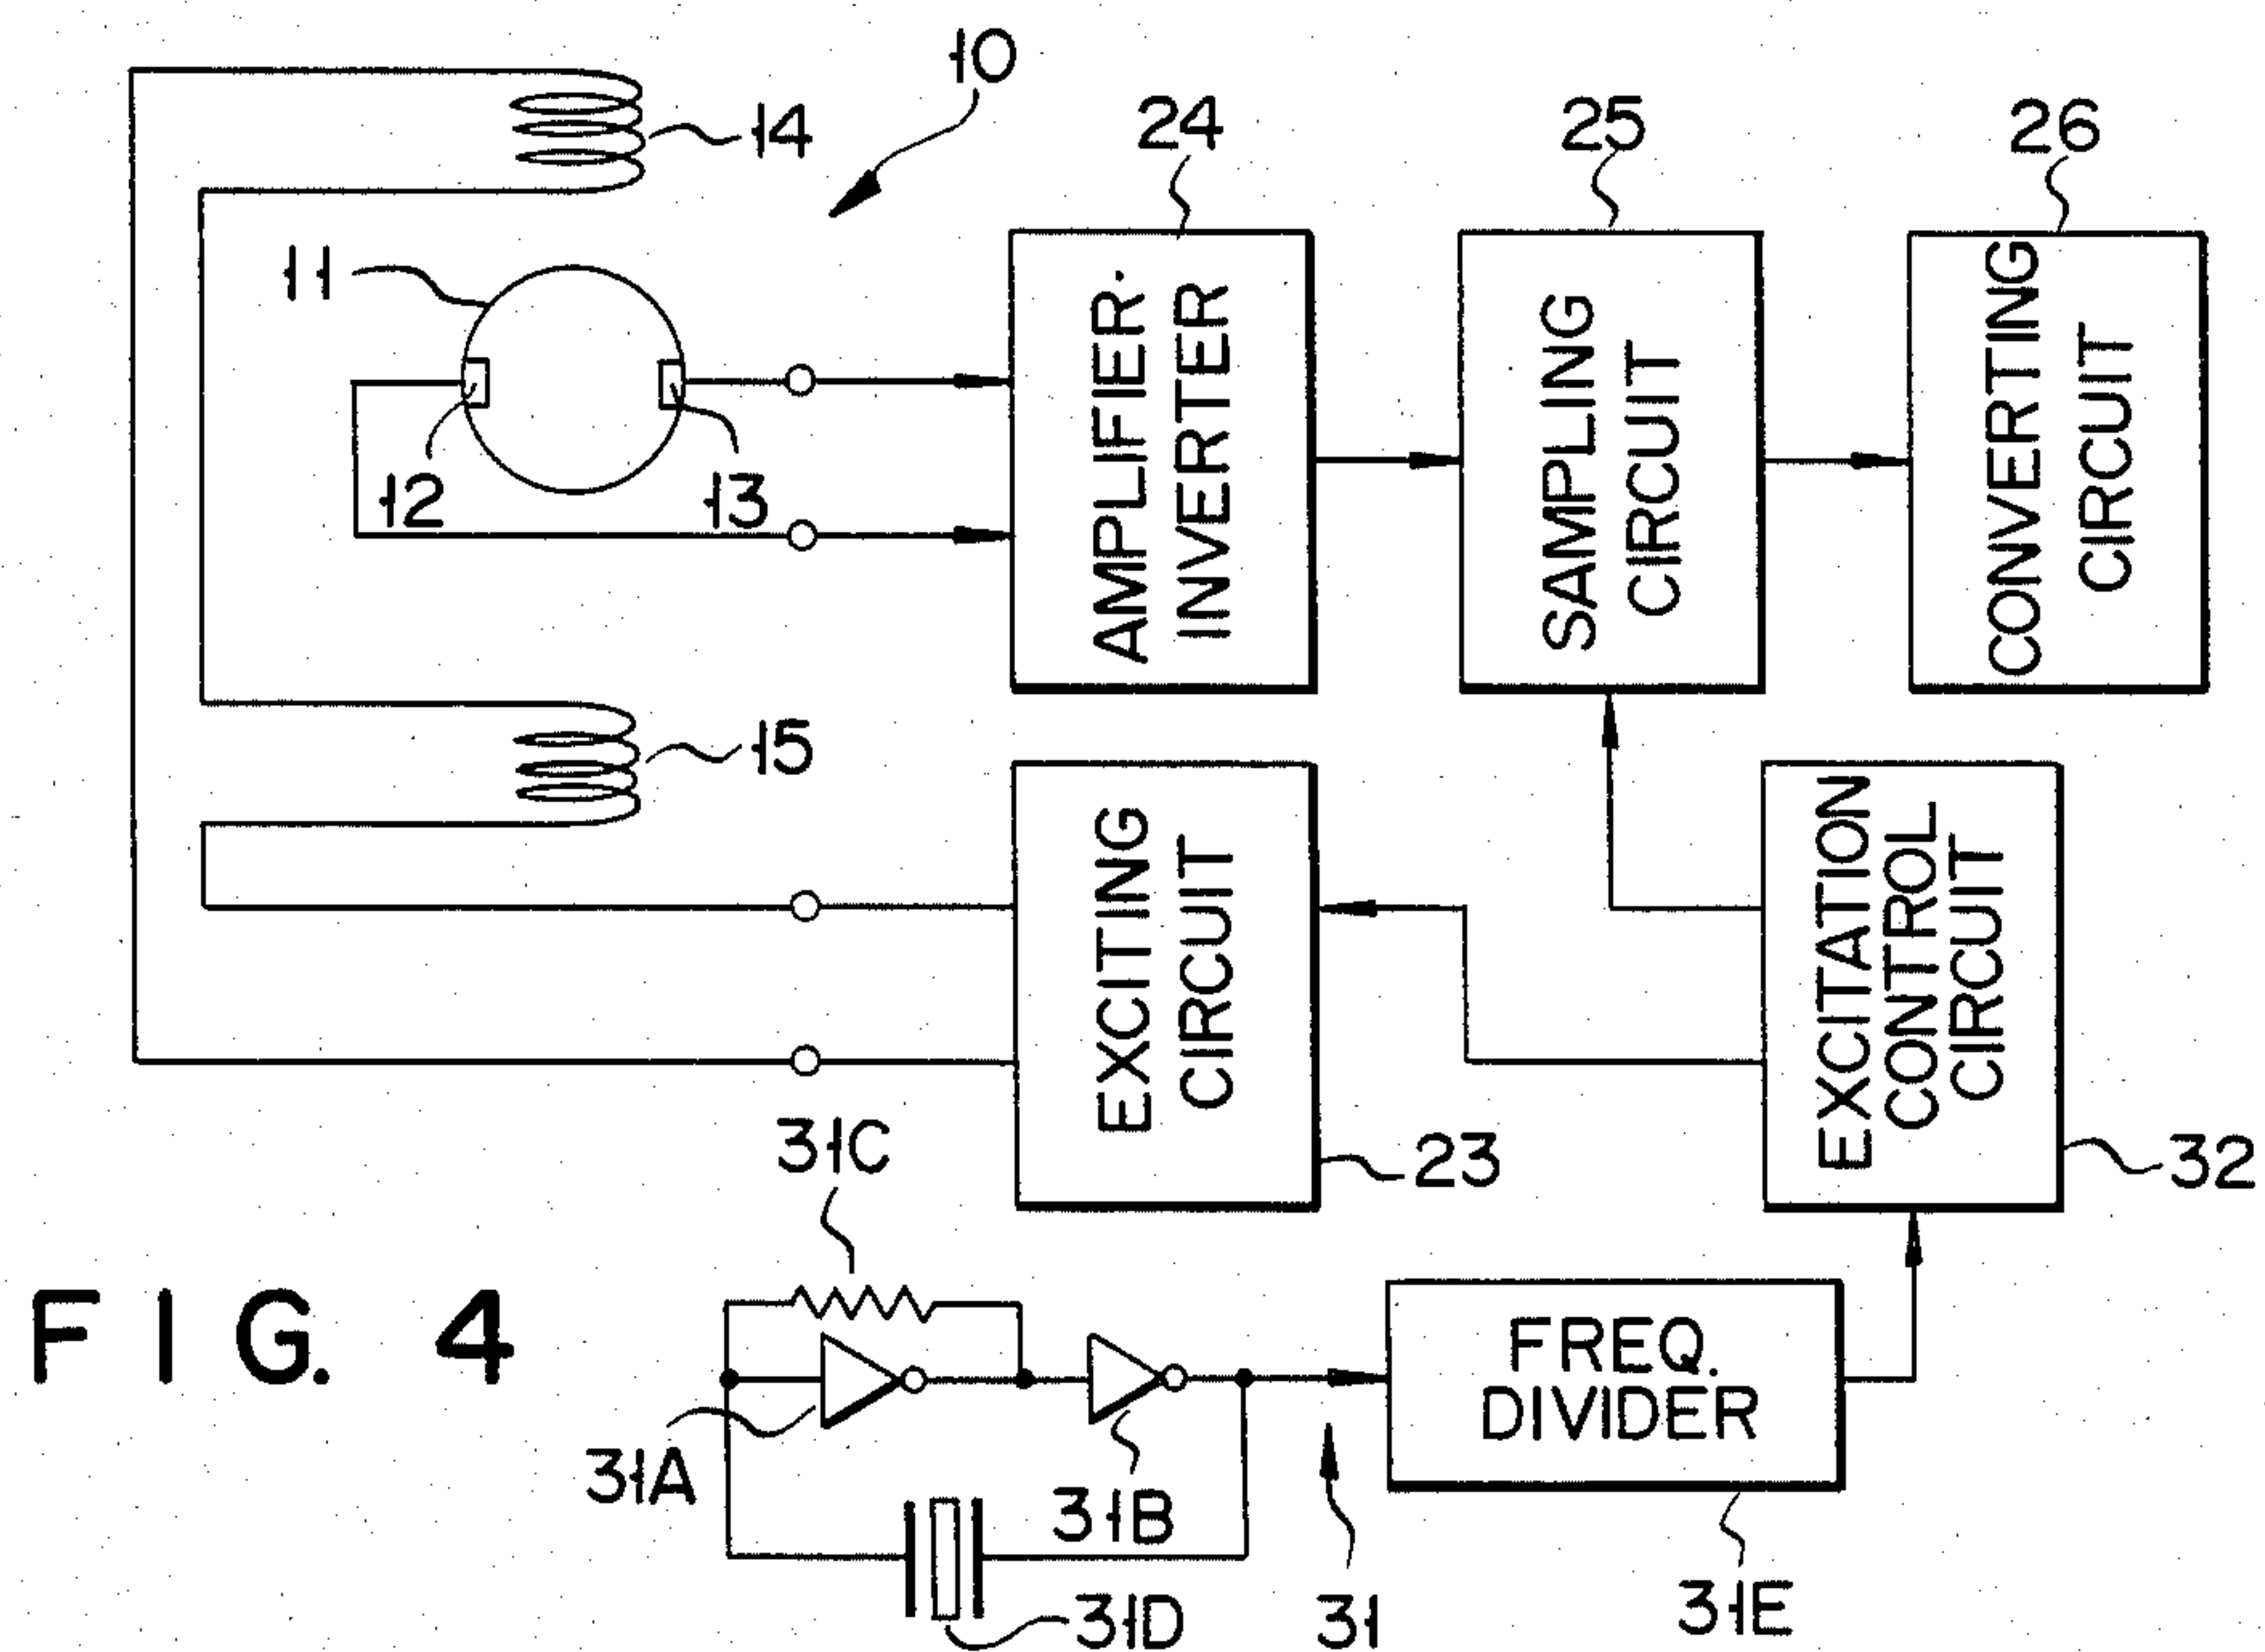 10
14
24
25
26
11
12
13
AMPLIFIER-
INVERTER
SAMPLING
CIRCUIT
CONVERTING
CIRCUIT
15
EXCITING
CIRCUIT
EXCITATION
CONTROL
CIRCUIT
23
32
31C
FIG. 4
FREQ.
DIVIDER
31A
31B
31D
31
31E